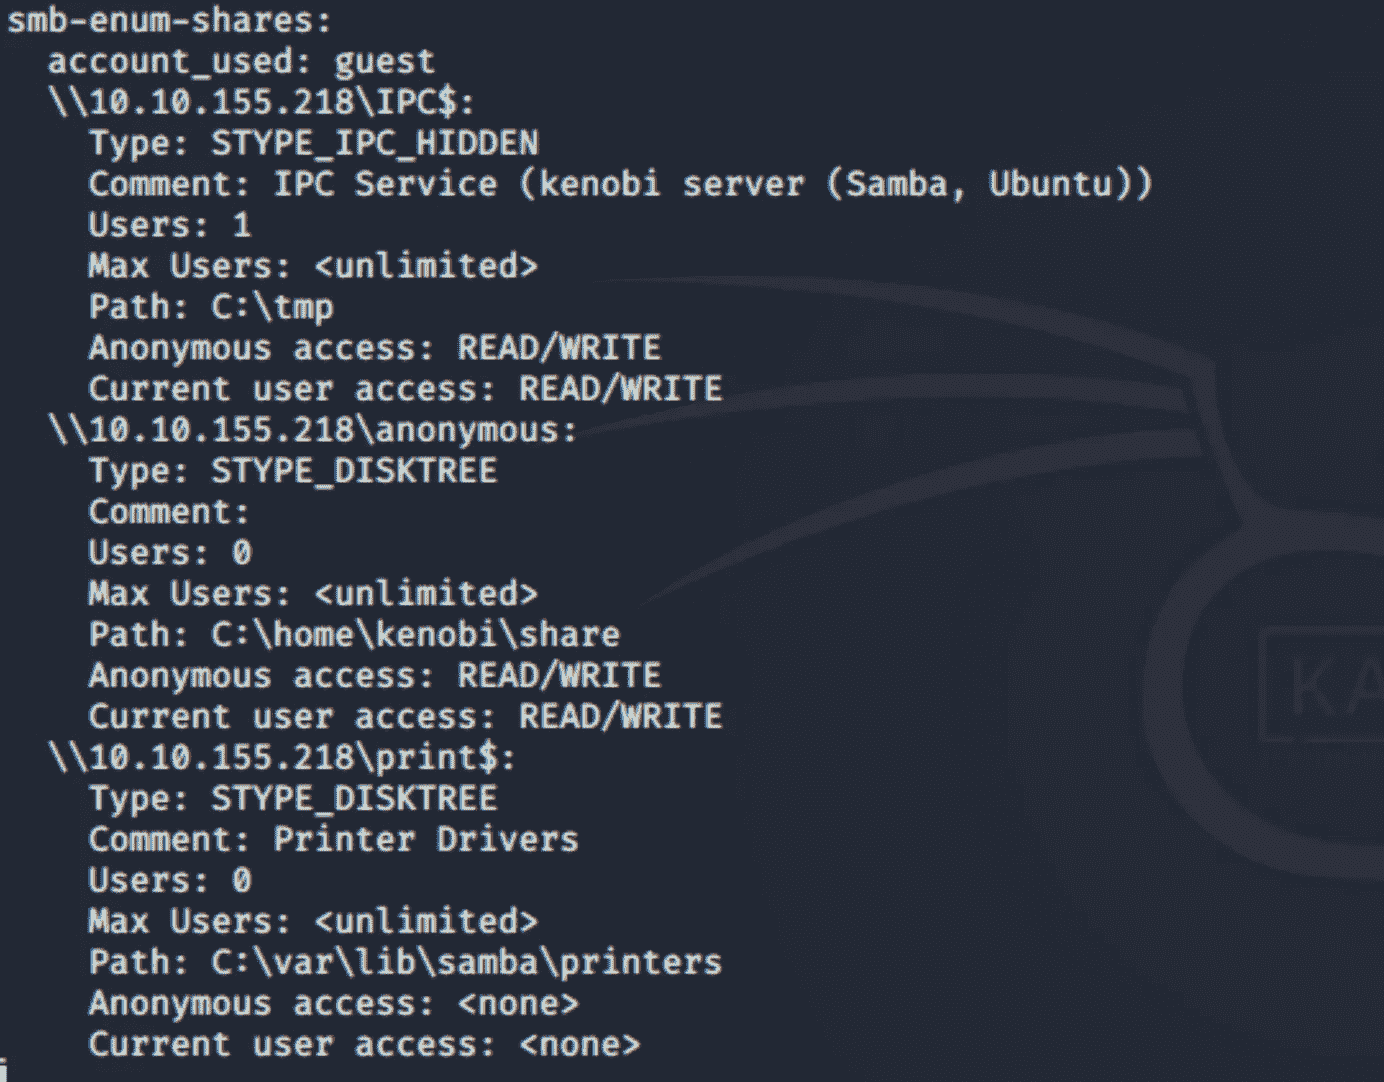 smb-enum-shares:
account_used: guest
\\10.10.155.218\IPC$:
Type: STYPE_IPC_HIDDEN
Comment: IPC Service (kenobi server (Samba, Ubuntu))
Users: 1
Max Users: <unlimited>
Path: C:\tmp
Anonymous access: READ/WRITE
Current user access: READ/WRITE
\\10.10.155.218\anonymous:
Type: STYPE_DISKTREE
Comment:
Users: 0
Max Users: <unlimited>
Path: C:\home\kenobi\share
Anonymous access: READ/WRITE
Current user access: READ/WRITE
\\10.10.155.218\print$:
Type: STYPE_DISKTREE
Comment: Printer Drivers
Users: 0
Max Users: <unlimited>
Path: C:\var\lib\samba\printers
Anonymous access: <none>
Current user access: <none>
KA